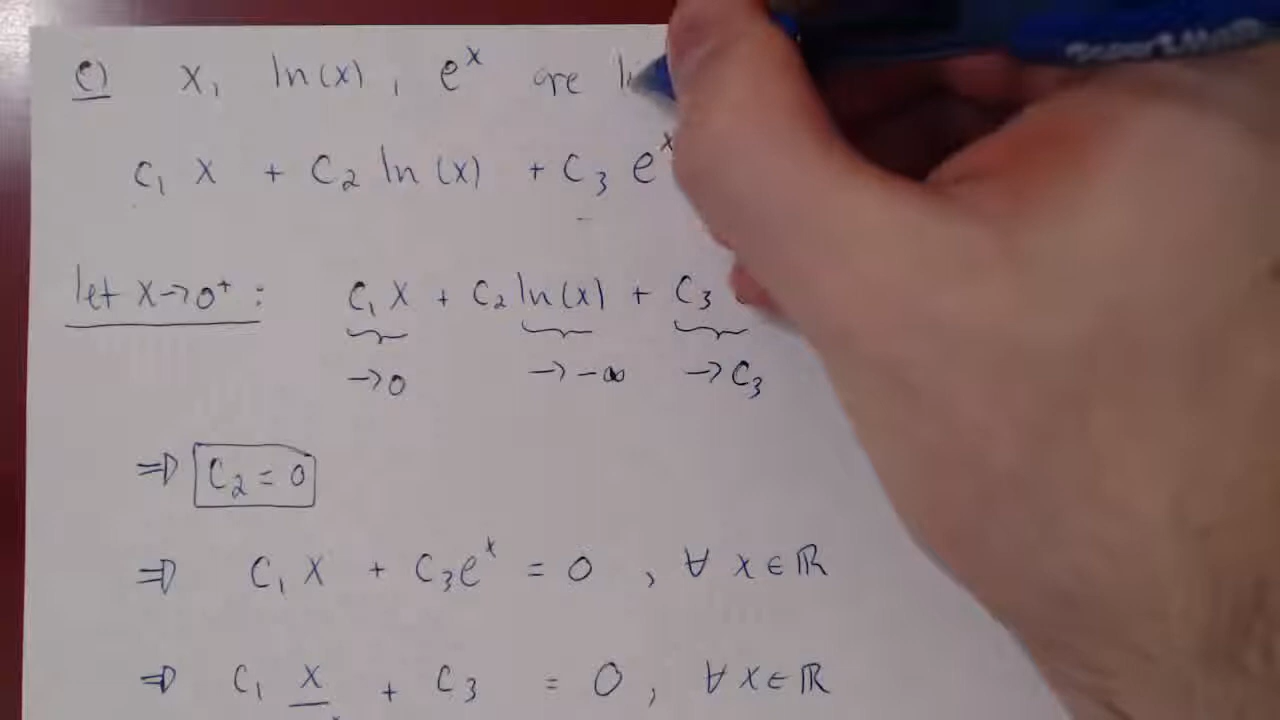 c) x, ln(x), e^x are
c₁ x + c₂ ln(x) + c₃ e^x
let x→0⁺ : c₁ x + c₂ ln(x) + c₃
→0 →-∞ →c₃
⇒ c₂ = 0
⇒ c₁ x + c₃e^x = 0 , ∀ x∈ℝ
⇒ c₁ x + c₃ = 0, ∀ x∈ℝ